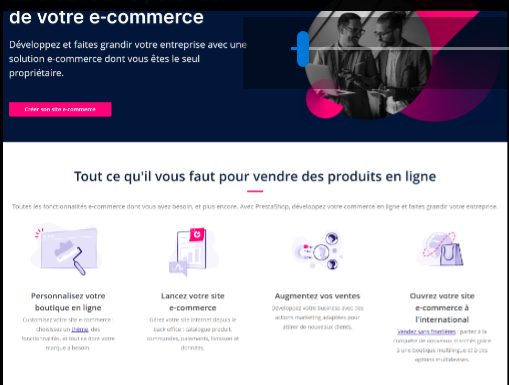 de votre e-commerce
Développez et faites grandir votre entreprise avec une
solution e-commerce dont vous êtes le seul
propriétaire.
Créer son site e-commerce
Tout ce qu'il vous faut pour vendre des produits en ligne
Toutes les fonctionnalités e-commerce dont vous avez besoin, et plus encore. Avec PrestaShop, développez votre commerce en ligne et faites grandir votre entreprise.
Personnalisez votre
boutique en ligne
Customisez votre site e-commerce :
choisissez un thème, des
fonctionnalités, et tout ce dont votre
marque a besoin.
Lancez votre site
e-commerce
Gérez votre site internet depuis le
back office : catalogue produit,
commandes, paiements, livraison et
données.
Augmentez vos ventes
Développez votre business avec des
actions marketing adaptées pour
attirer de nouveaux clients.
Ouvrez votre site
e-commerce à
l'international
Vendez sans frontières : partez à la
conquête de nouveaux marchés grâce
à une boutique multilingue et à des
options multidevises.